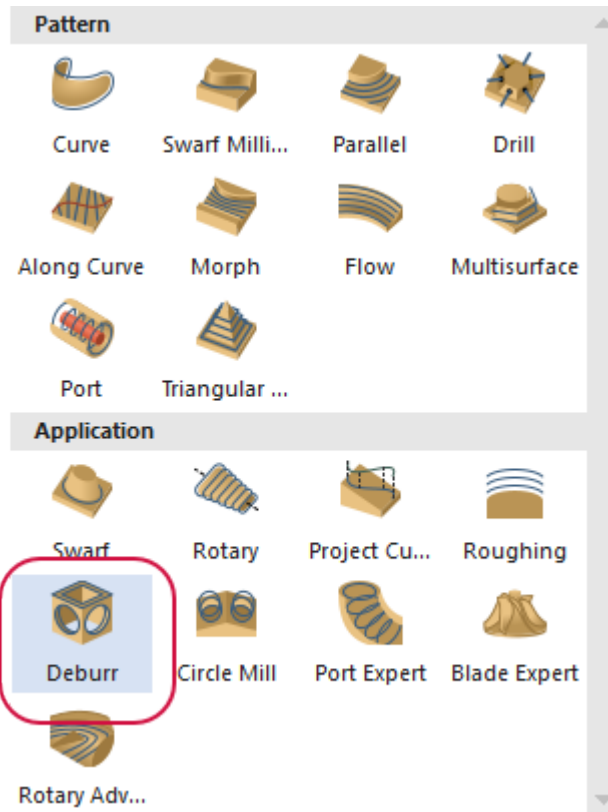 Pattern
Curve Swarf Milli... Parallel Drill
Along Curve Morph Flow Multisurface
Port Triangular ...
Application
Swarf Rotary Project Cu... Roughing
Deburr Circle Mill Port Expert Blade Expert
Rotary Adv...